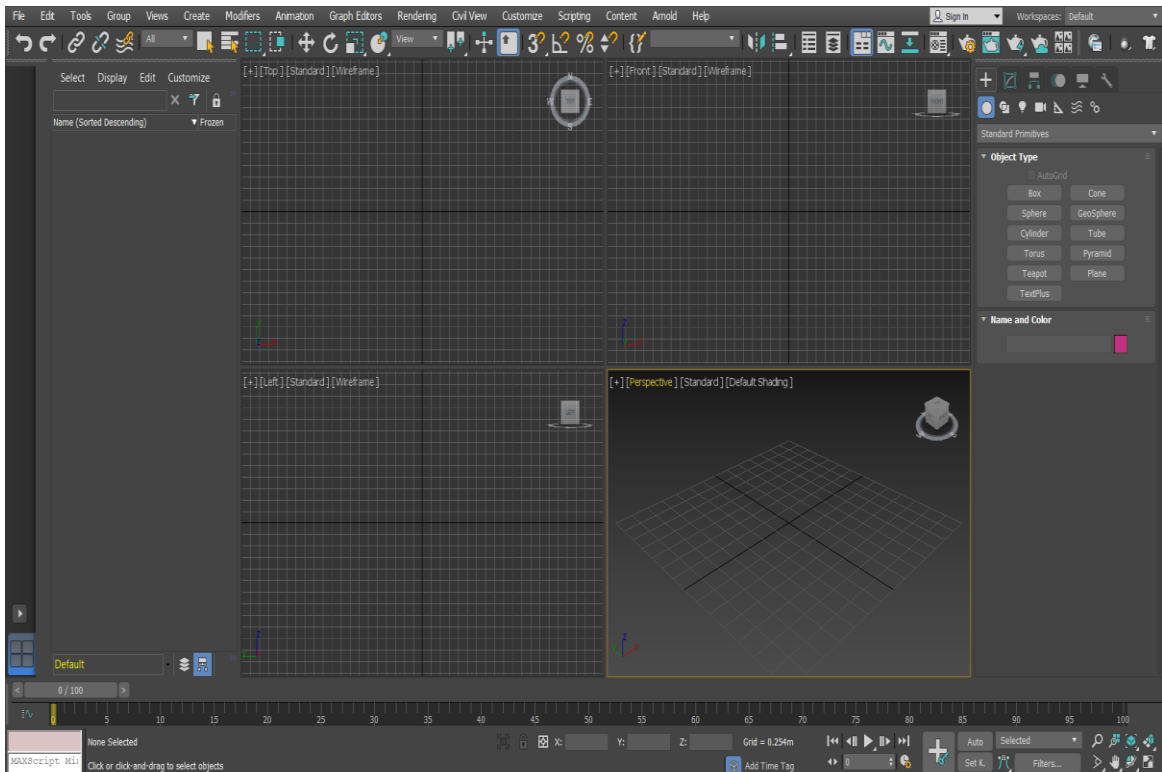 File Edit Tools Group Views Create Modifiers Animation Graph Editors Rendering Civil View Customize Scripting Content Arnold Help Sign In Workspaces: Default
All View
Select Display Edit Customize
Name (Sorted Descending) ▼ Frozen
[+] [Top] [Standard] [Wireframe]
N
W TOP E
S
[+] [Front] [Standard] [Wireframe]
FRONT
Standard Primitives
Object Type
AutoGrid
Box Cone
Sphere GeoSphere
Cylinder Tube
Torus Pyramid
Teapot Plane
TextPlus
Name and Color
[+] [Left] [Standard] [Wireframe]
LEFT
[+] [Perspective] [Standard] [Default Shading]
Default
< 0 / 100 >
0 5 10 15 20 25 30 35 40 45 50 55 60 65 70 75 80 85 90 95 100
None Selected X: Y: Z: Grid = 0.254m Auto Selected
MAXScript Mi Click or click-and-drag to select objects Add Time Tag 0 Set K. Filters...